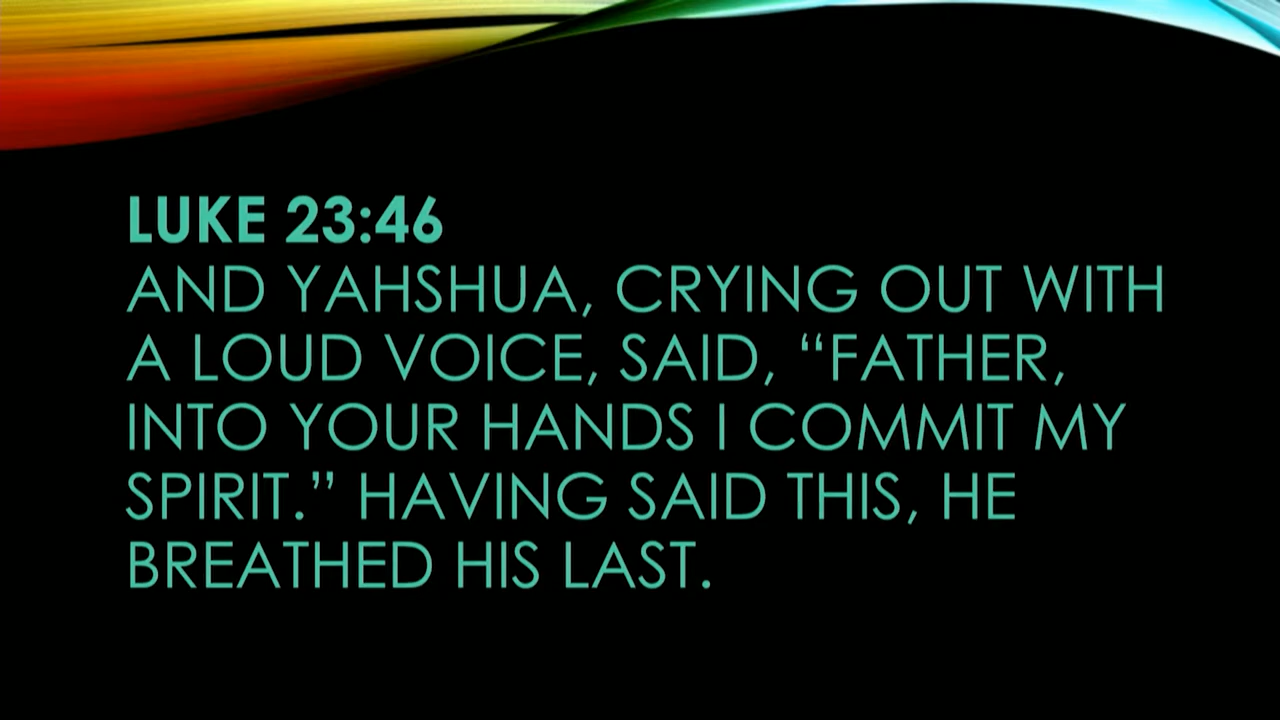 LUKE 23:46
AND YAHSHUA, CRYING OUT WITH
A LOUD VOICE, SAID, “FATHER,
INTO YOUR HANDS I COMMIT MY
SPIRIT.” HAVING SAID THIS, HE
BREATHED HIS LAST.